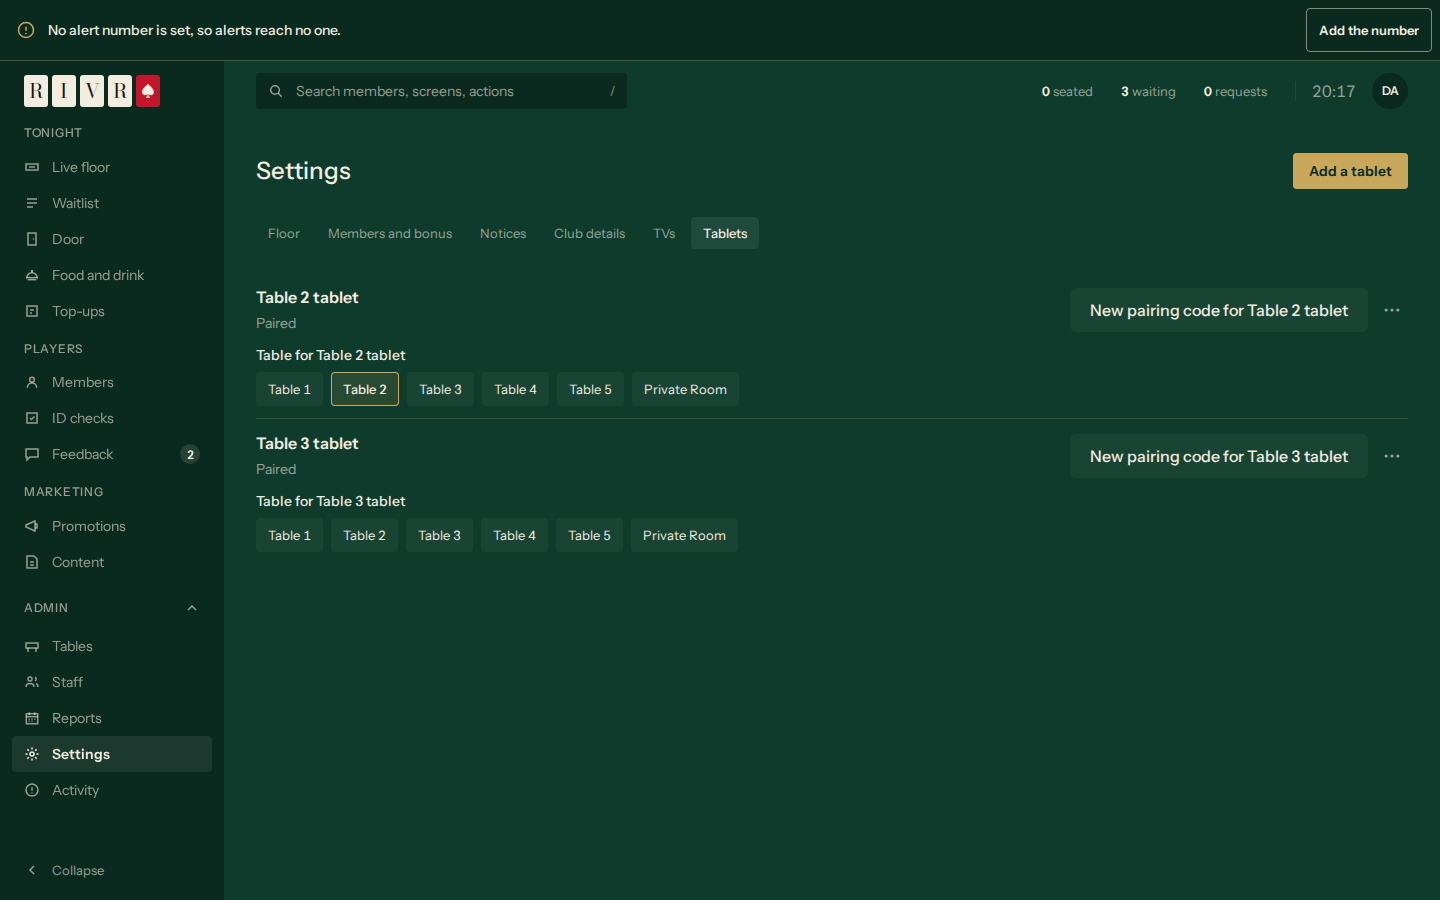 No alert number is set, so alerts reach no one.
Add the number
RIVR
Search members, screens, actions /
0 seated 3 waiting 0 requests 20:17 DA
TONIGHT
Live floor
Waitlist
Door
Food and drink
Top-ups
PLAYERS
Members
ID checks
Feedback 2
MARKETING
Promotions
Content
ADMIN
Tables
Staff
Reports
Settings
Activity
Collapse
Settings
Add a tablet
Floor Members and bonus Notices Club details TVs Tablets
Table 2 tablet
Paired
New pairing code for Table 2 tablet
Table for Table 2 tablet
Table 1 Table 2 Table 3 Table 4 Table 5 Private Room
Table 3 tablet
Paired
New pairing code for Table 3 tablet
Table for Table 3 tablet
Table 1 Table 2 Table 3 Table 4 Table 5 Private Room